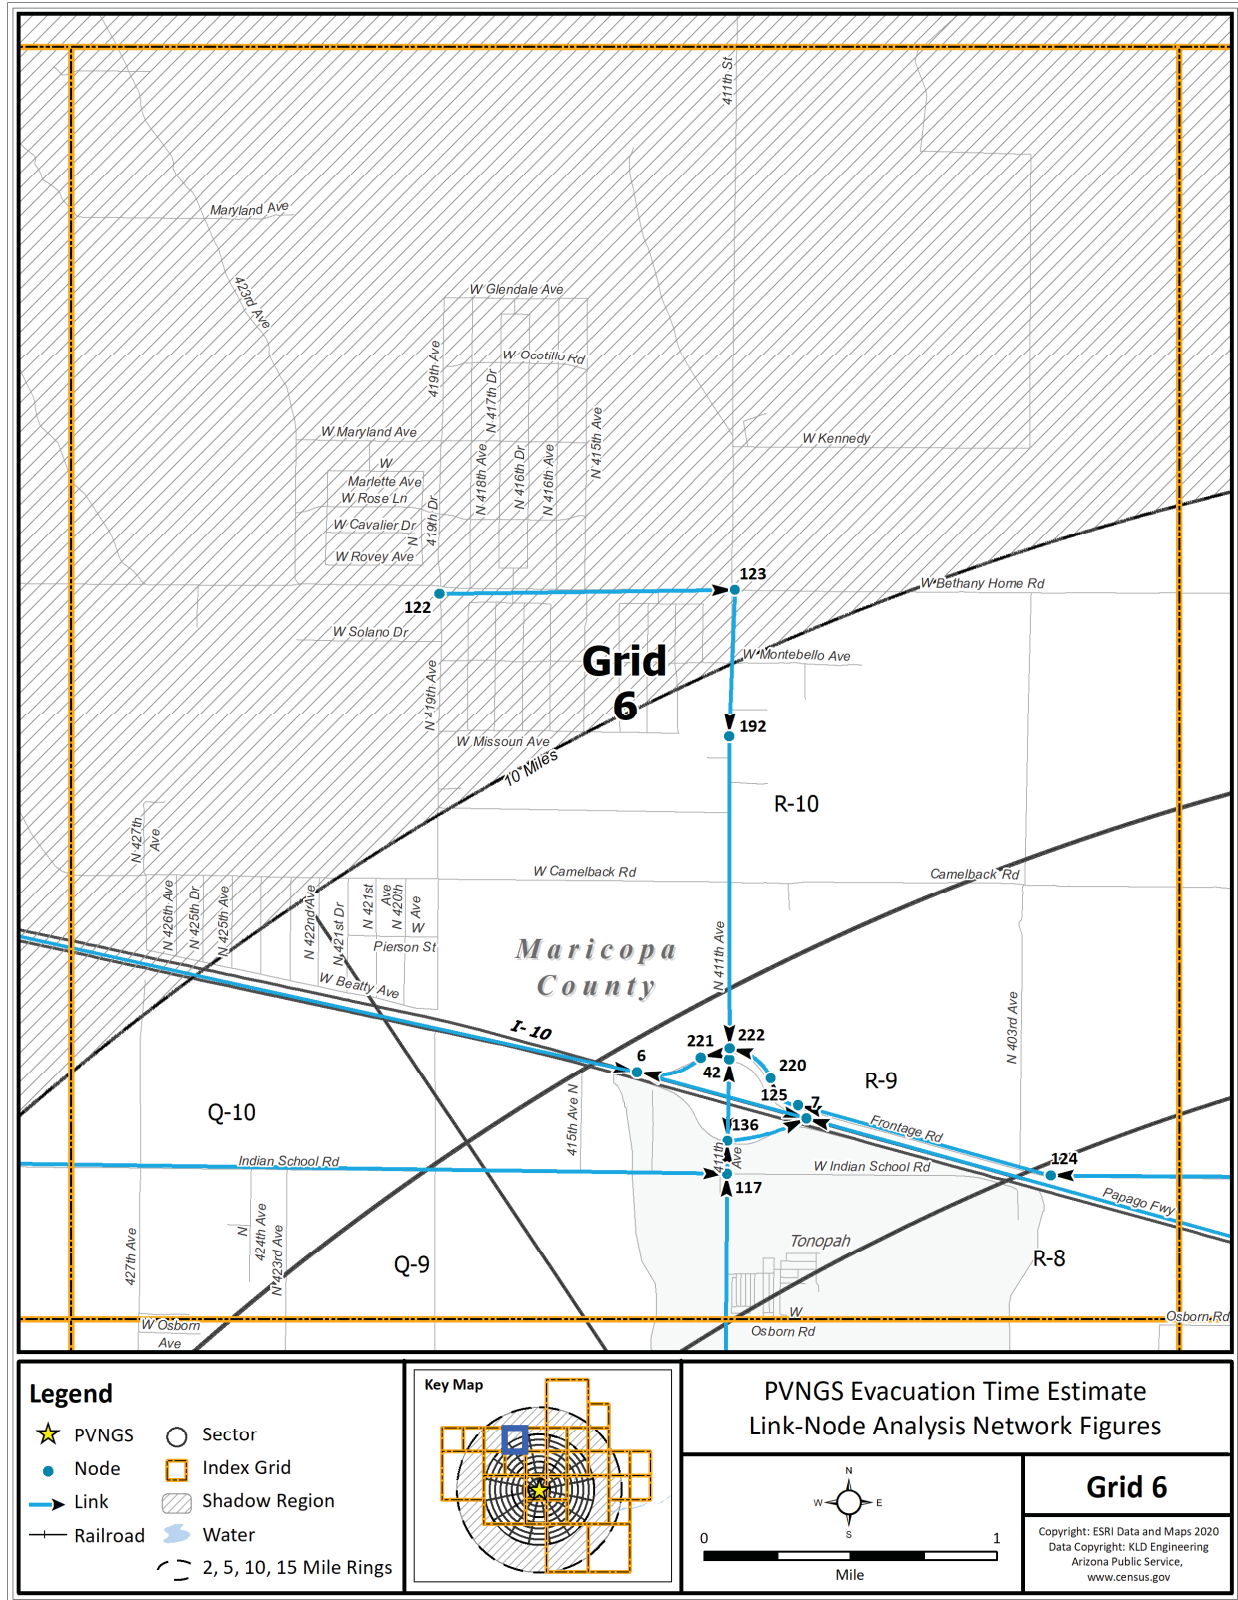 411th St
Maryland Ave
423rd Ave
W Glendale Ave
W Ocotillo Rd
419th Ave
N 417th Dr
N 415th Ave
W Maryland Ave
W Kennedy
W
Marlette Ave
W Rose Ln
N 418th Ave
N 416th Dr
N 416th Ave
W Cavalier Dr
N
419th Dr
W Rovey Ave
123
W Bethany Home Rd
122
W Solano Dr
Grid
6
W Montebello Ave
N 419th Ave
192
W Missouri Ave
10 Miles
R-10
N 427th
Ave
W Camelback Rd
Camelback Rd
N 426th Ave
N 425th Dr
N 425th Ave
N 422nd Ave
N 421st Dr
N 421st
Ave
N 420th
Ave
W
Pierson St
Maricopa
County
N 411th Ave
W Beatty Ave
I-10
N 403rd Ave
221
222
6
42
220
R-9
125
7
Q-10
415th Ave N
136
Frontage Rd
411th
Ave
Indian School Rd
W Indian School Rd
124
117
Papago Fwy
427th Ave
N
424th Ave
N 423rd Ave
Q-9
Tonopah
R-8
W Osborn
Ave
W
Osborn Rd
Osborn Rd
Legend
PVNGS
Sector
Node
Index Grid
Link
Shadow Region
Railroad
Water
2, 5, 10, 15 Mile Rings
Key Map
PVNGS Evacuation Time Estimate
Link-Node Analysis Network Figures
N
W
E
S
0
1
Mile
Grid 6
Copyright: ESRI Data and Maps 2020
Data Copyright: KLD Engineering
Arizona Public Service,
www.census.gov